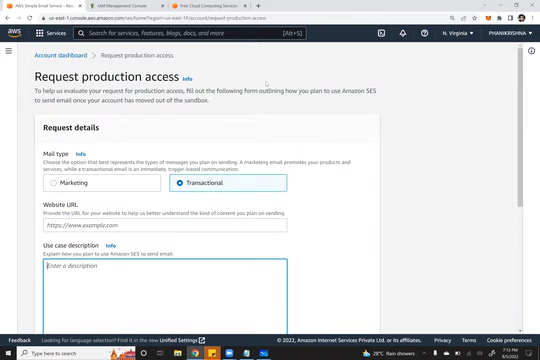 AWS Simple Email Service
IAM Management Console
Free Cloud Computing Services
us-east-1.console.aws.amazon.com/ses/home?region=us-east-1#/account/request-production-access
aws
Services
Search for services, features, blogs, docs, and more
[Alt+S]
N. Virginia
PHANIKRISHNA
Account dashboard > Request production access
Request production access Info
To help us evaluate your request for production access, fill out the following form outlining how you plan to use Amazon SES
to send email once your account has moved out of the sandbox.
Request details
Mail type Info
Choose the option that best represents the types of messages you plan on sending. A marketing email promotes your products and
services, while a transactional email is an immediate, trigger-based communication.
Marketing
Transactional
Website URL
Provide the URL for your website to help us better understand the kind of content you plan on sending.
https://www.example.com
Use case description Info
Explain how you plan to use Amazon SES to send email.
Enter a description
Feedback
Looking for language selection? Find it in the new Unified Settings
© 2022, Amazon Internet Services Private Ltd. or its affiliates.
Privacy
Terms
Cookie preferences
Type here to search
28°C Rain showers
7:13 PM
8/5/2022